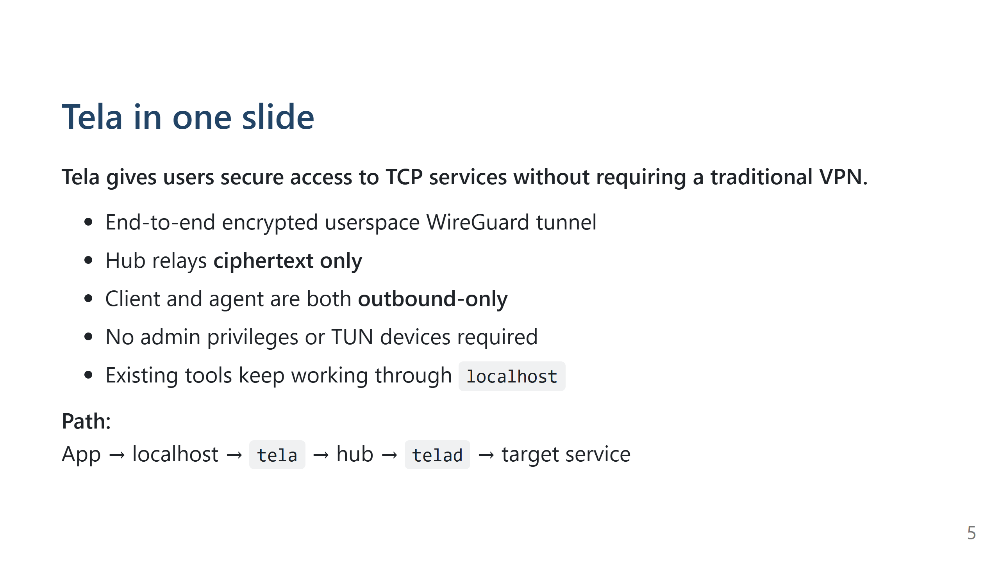 Tela in one slide
Tela gives users secure access to TCP services without requiring a traditional VPN.
• End-to-end encrypted userspace WireGuard tunnel
• Hub relays ciphertext only
• Client and agent are both outbound-only
• No admin privileges or TUN devices required
• Existing tools keep working through localhost
Path:
App → localhost → tela → hub → telad → target service
5